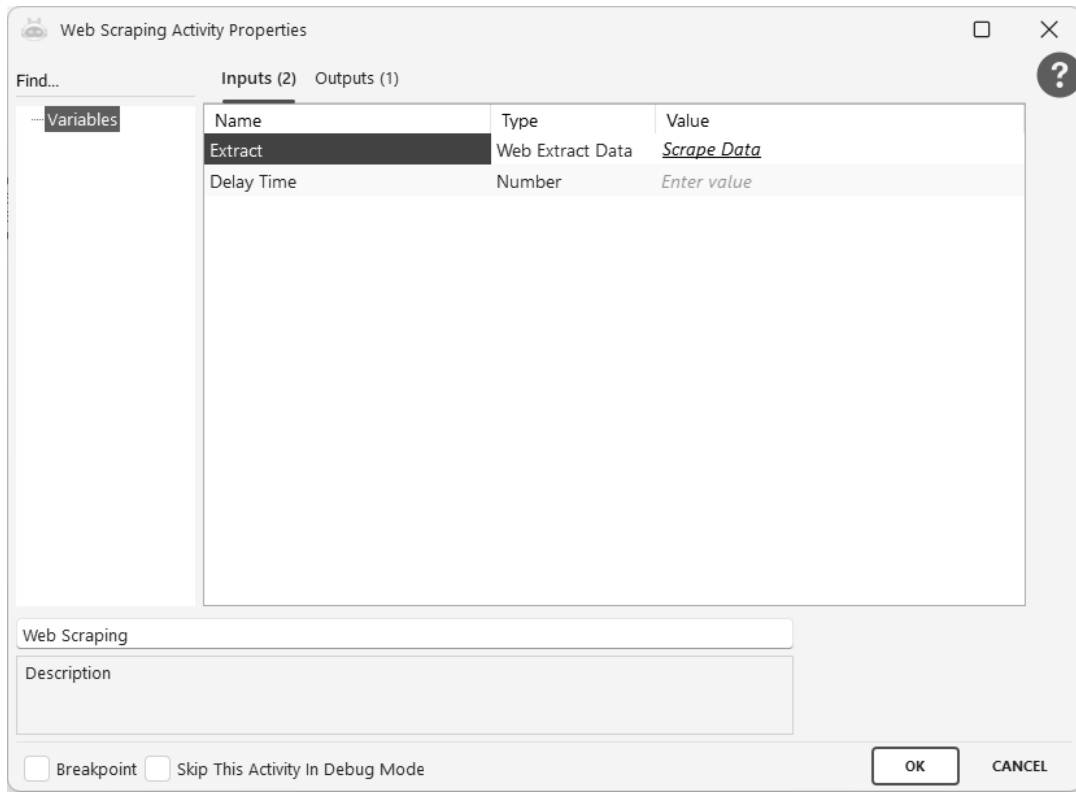 Web Scraping Activity Properties
Find...
Inputs (2) Outputs (1)
?
Variables
Name Type Value
Extract Web Extract Data Scrape Data
Delay Time Number Enter value
Web Scraping
Description
Breakpoint Skip This Activity In Debug Mode OK CANCEL